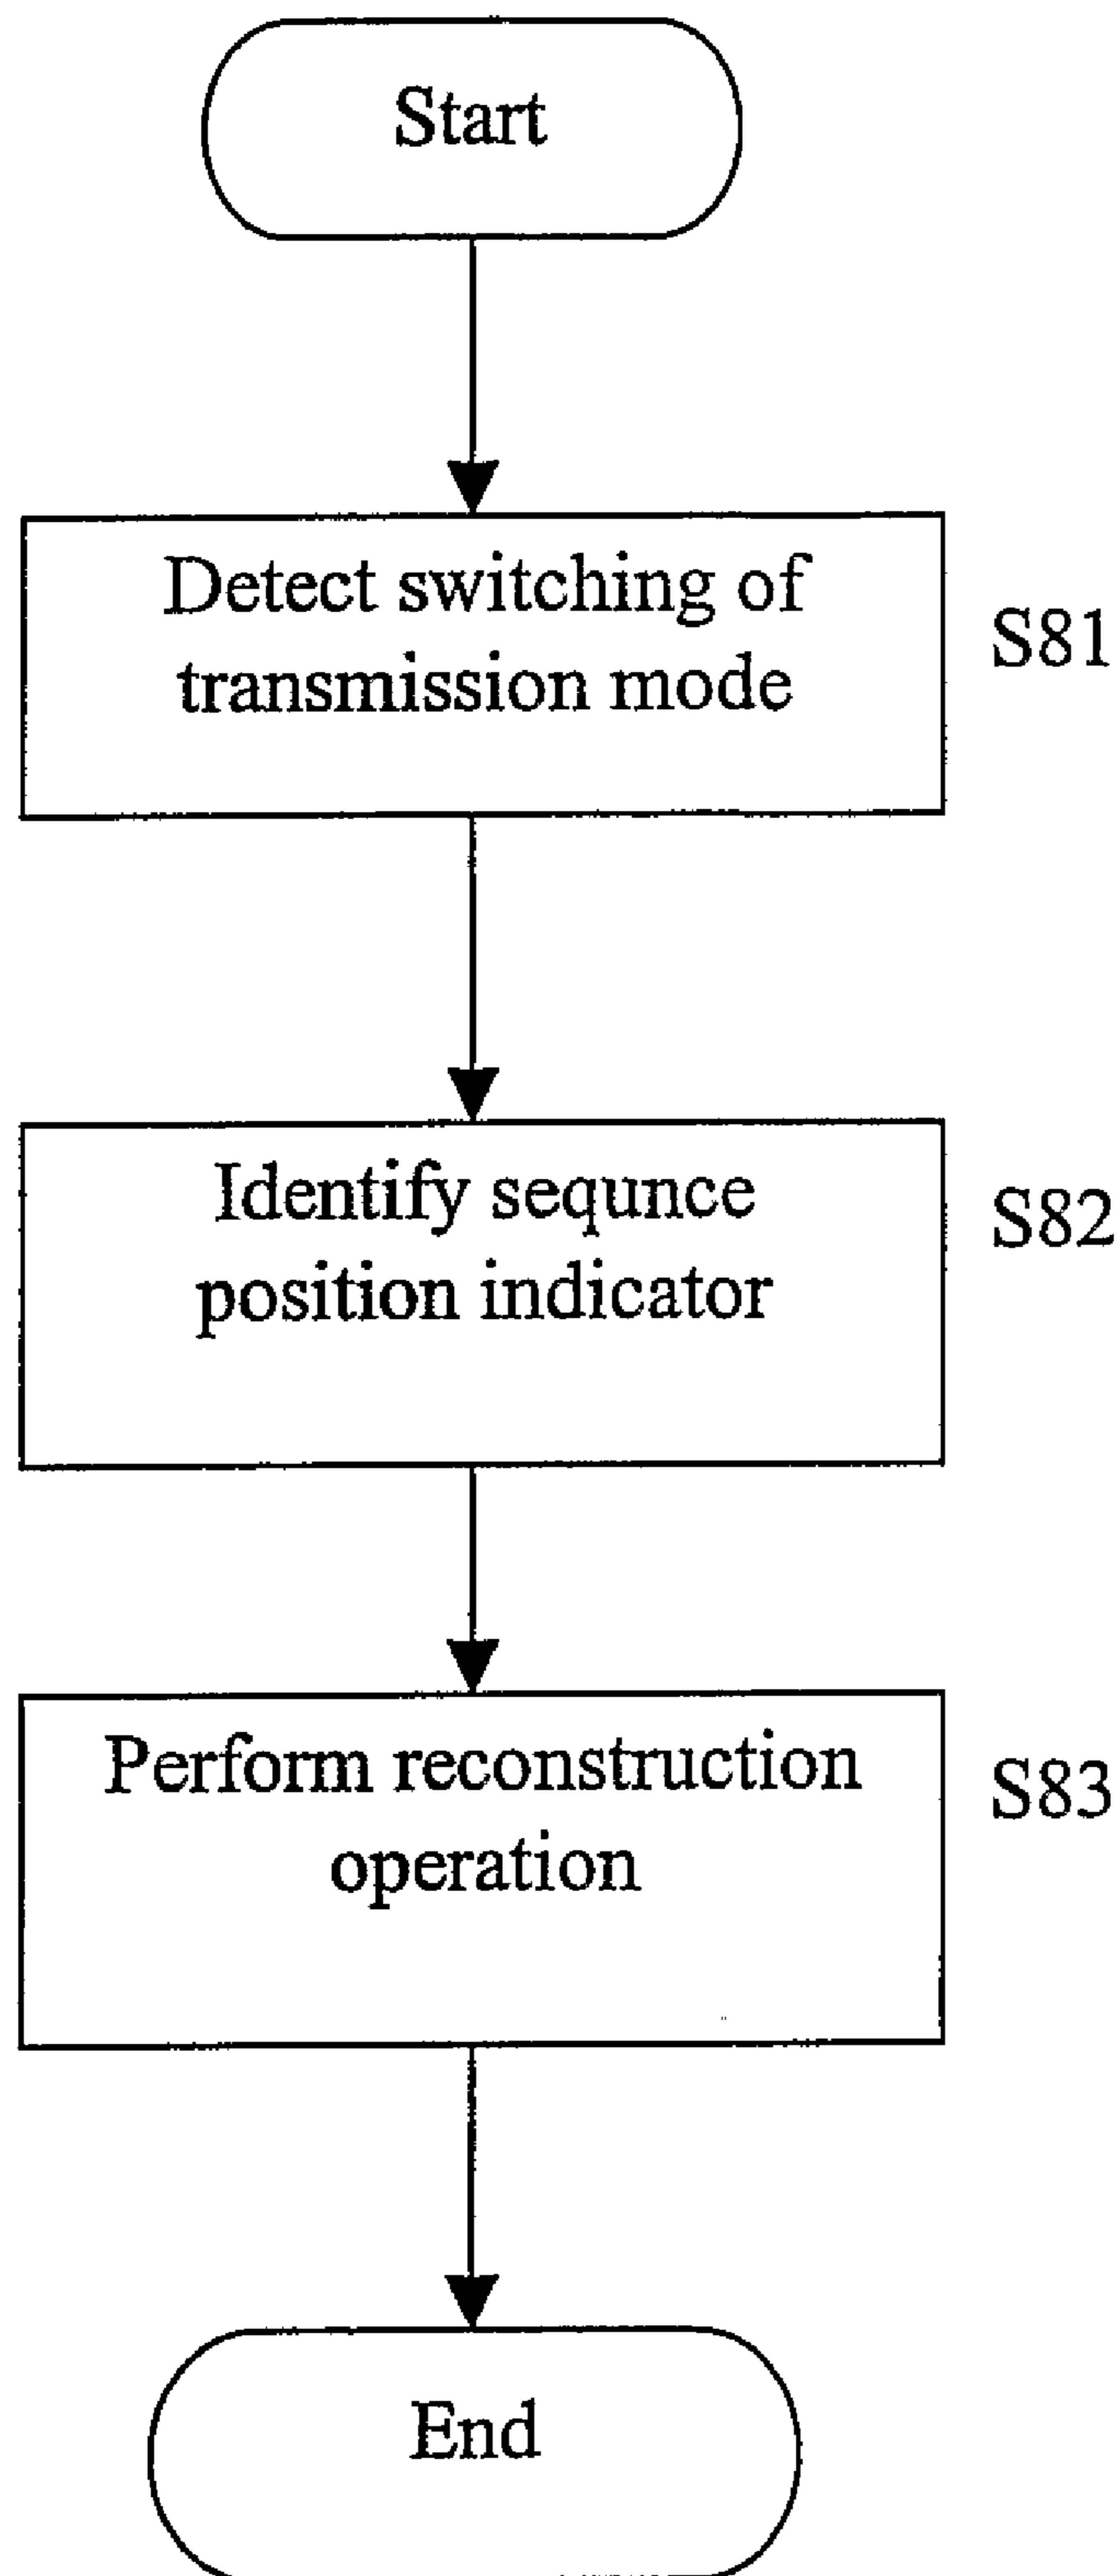 Start
Detect switching of
transmission mode
S81
Identify sequnce
position indicator
S82
Perform reconstruction
operation
S83
End